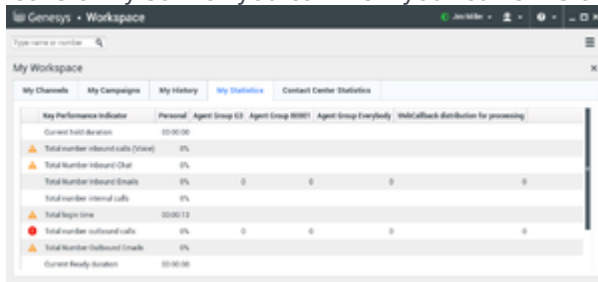 Genesys • Workspace
Jim Miller
Type name or number
My Workspace
My Channels My Campaigns My History My Statistics Contact Center Statistics
Key Performance Indicator Personal Agent Group G3 Agent Group 80001 Agent Group Everybody WebCallback distribution for processing
Current hold duration 00:00:00
Total number inbound calls (Voice) 0%
Total Number Inbound Chat 0%
Total Number Inbound Emails 0% 0 0 0 0
Total number internal calls 0%
Total login time 00:00:13
Total number outbound calls 0% 0 0 0 0
Total Number Outbound Emails 0%
Current Ready duration 00:00:00